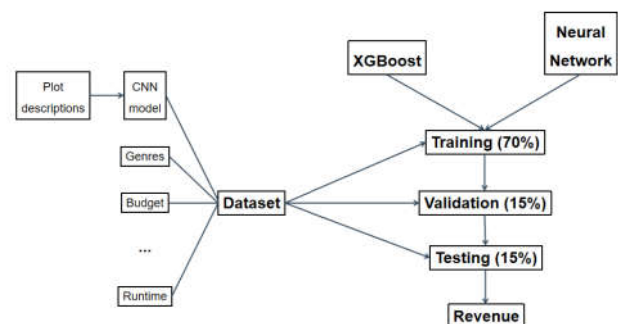 Neural
Network
XGBoost
Plot
descriptions
CNN
model
Training (70%)
Genres
Budget
Dataset
Validation (15%)
...
Testing (15%)
Runtime
Revenue